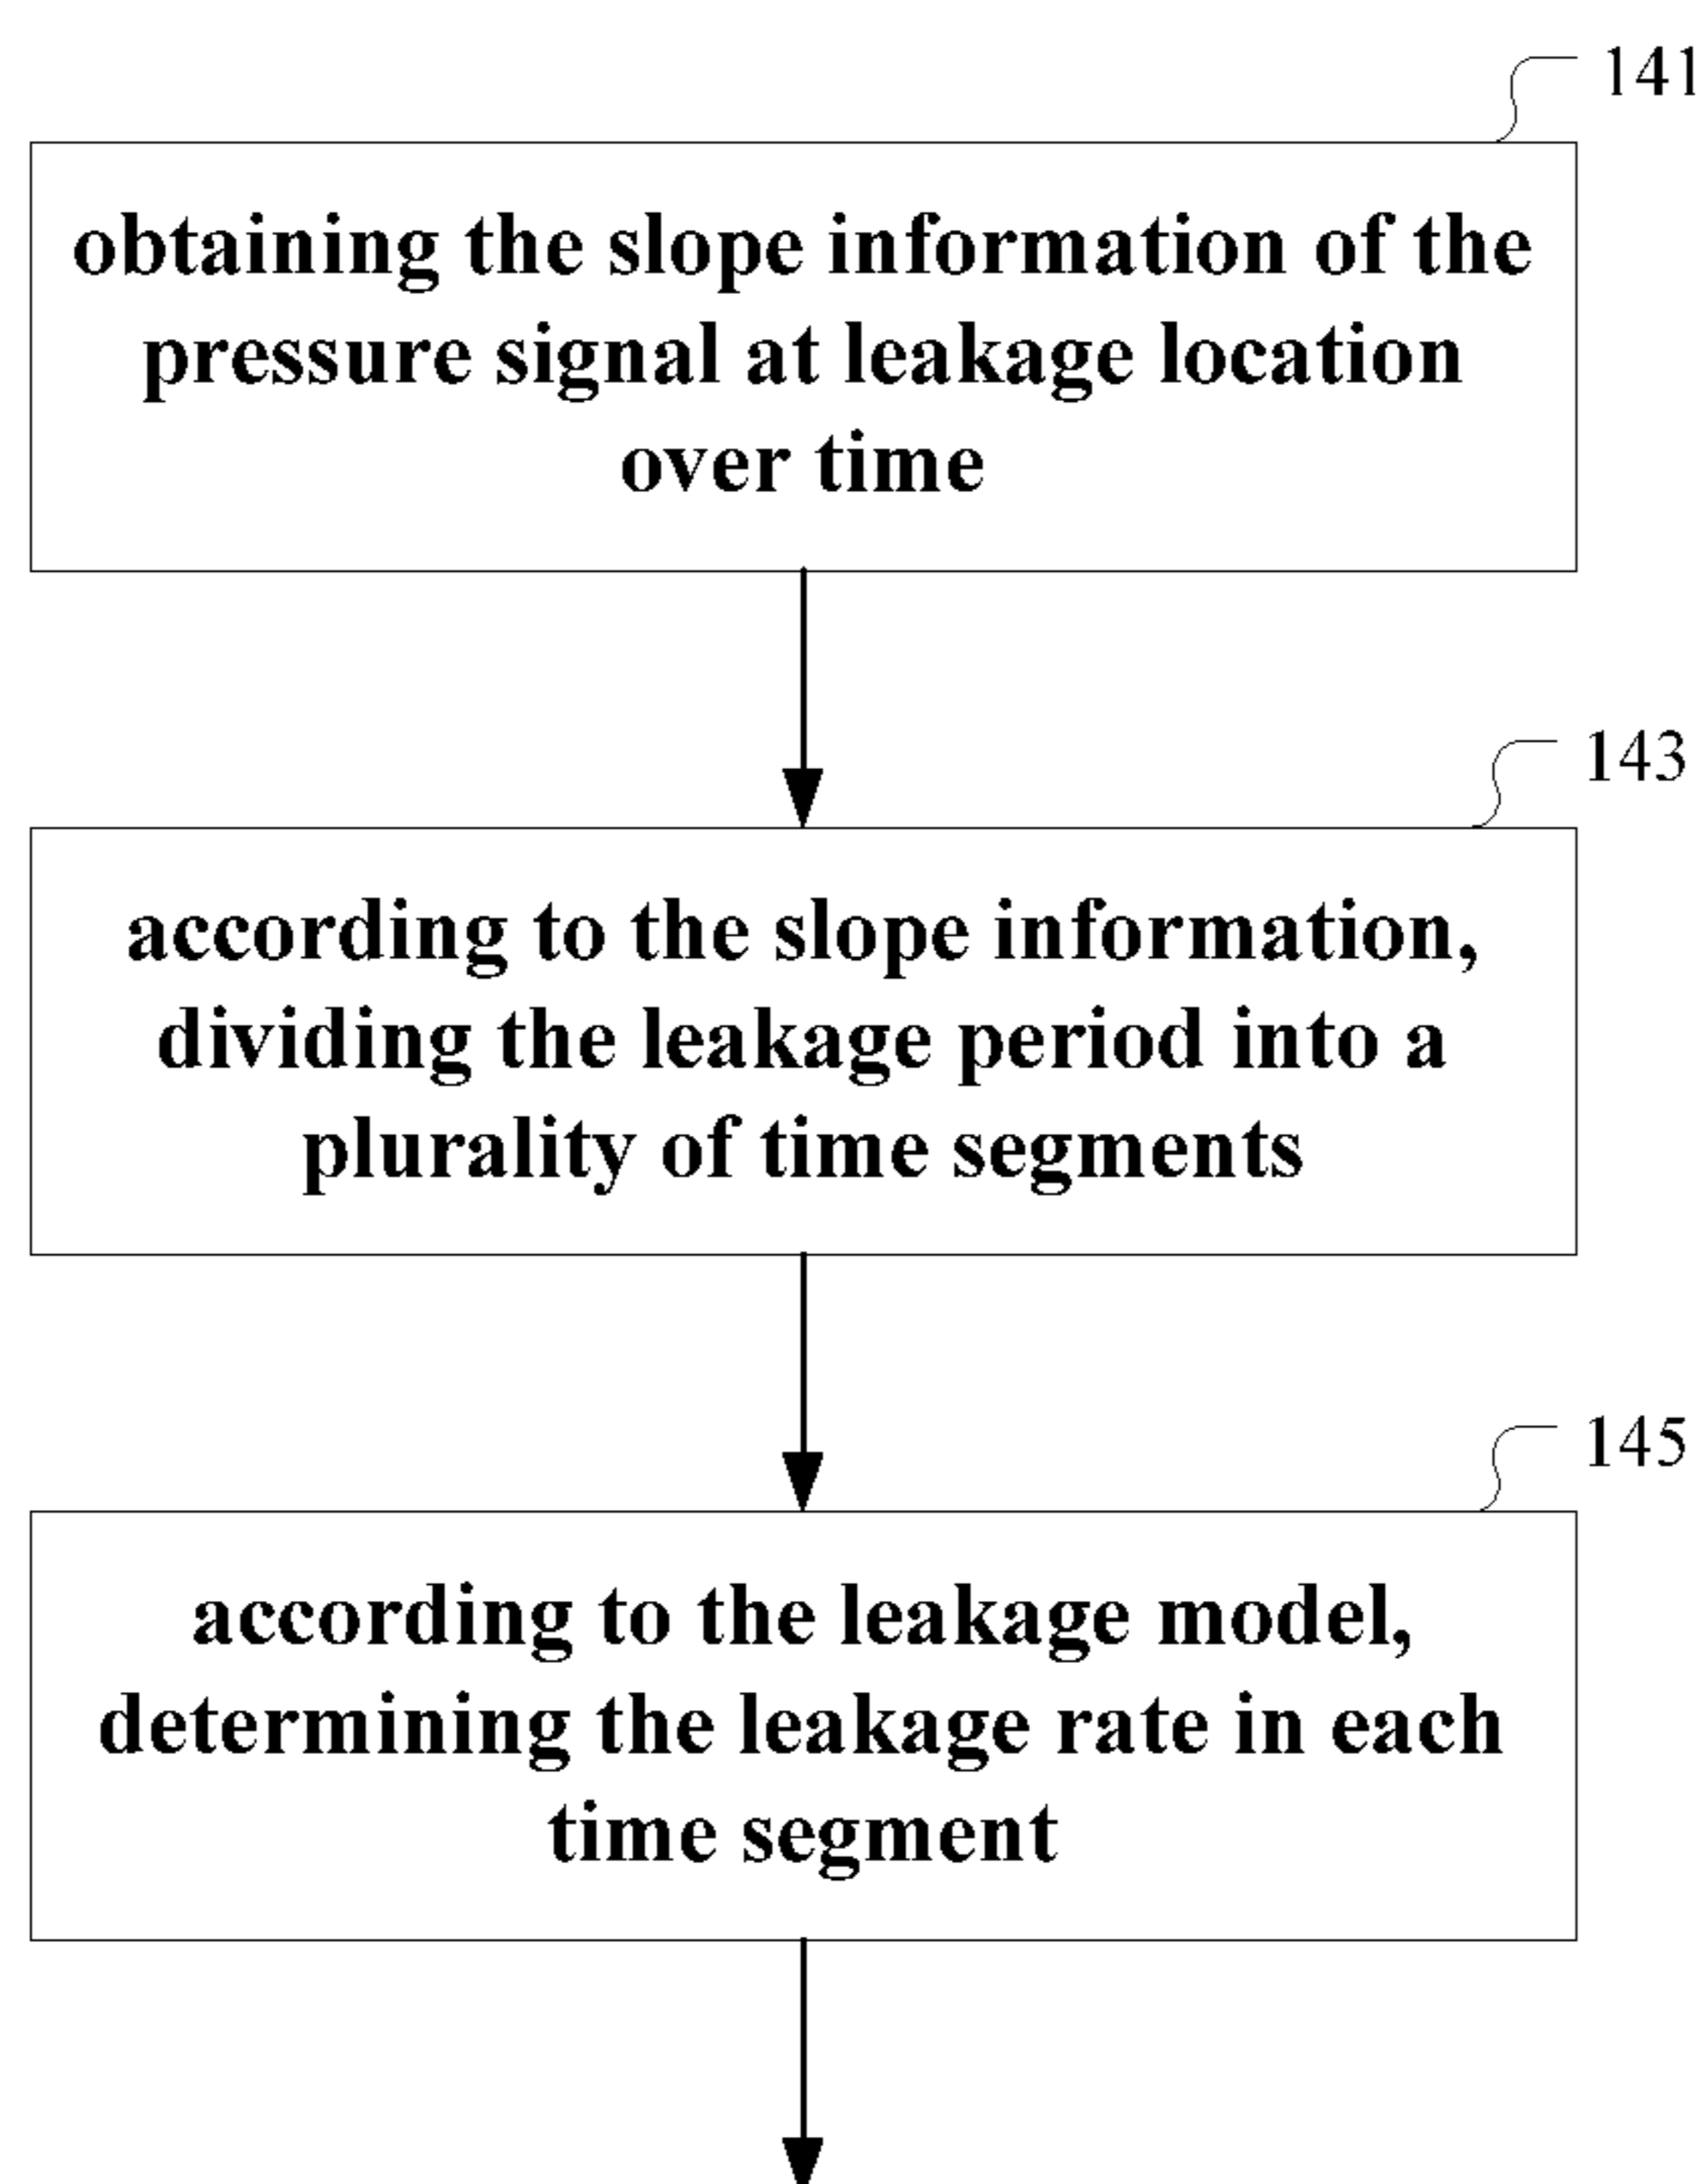 141
obtaining the slope information of the
pressure signal at leakage location
over time
143
according to the slope information,
dividing the leakage period into a
plurality of time segments
145
according to the leakage model,
determining the leakage rate in each
time segment